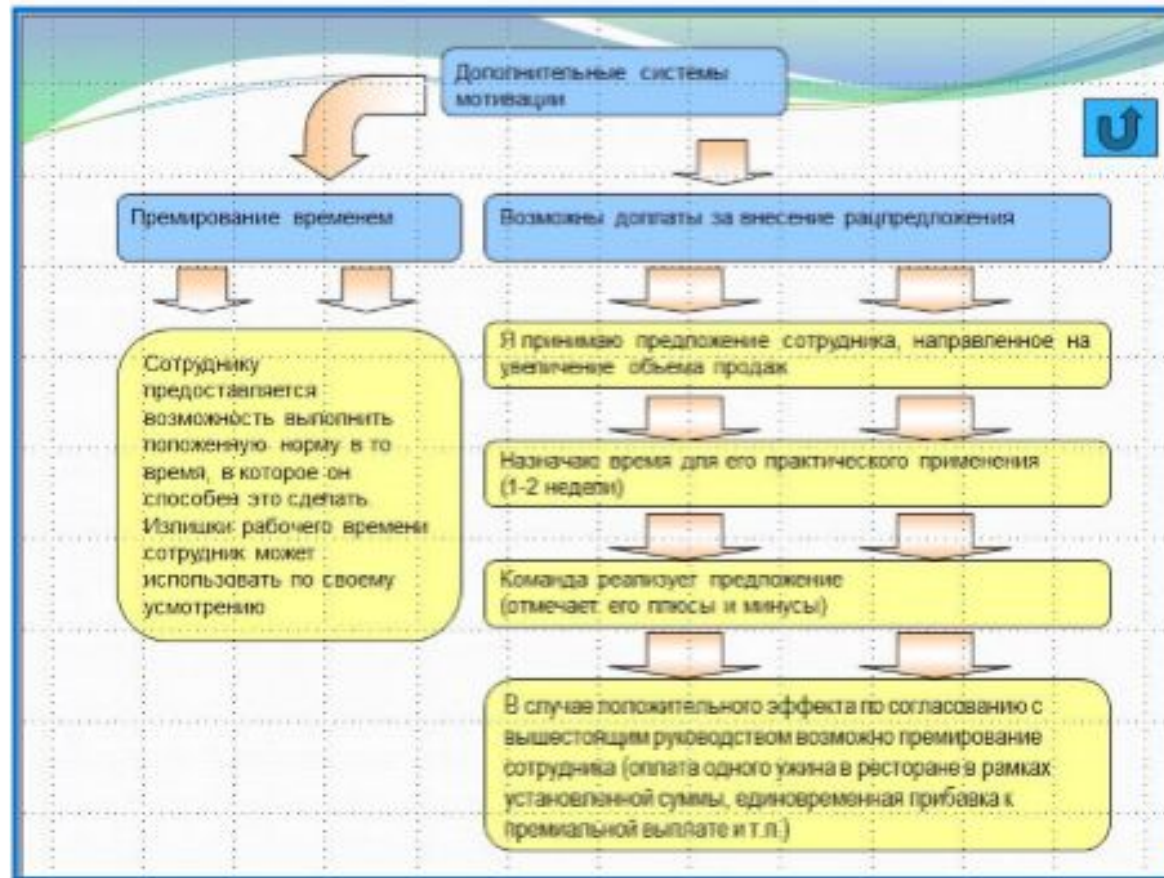 Дополнительные системы
мотивации
Премирование временем
Возможны доплаты за внесение рацпредложения
Сотруднику
предоставляется
возможность выполнить
положенную норму в то
время, в которое он
способен это сделать.
Излишки рабочего времени
сотрудник может
использовать по своему
усмотрению
Я принимаю предложение сотрудника, направленное на
увеличение объема продаж
Назначаю время для его практического применения
(1-2 недели)
Команда реализует предложение
(отмечает его плюсы и минусы)
В случае положительного эффекта по согласованию с
вышестоящим руководством возможно премирование
сотрудника (оплата одного ужина в ресторане в рамках
установленной суммы, единовременная прибавка к
премиальной выплате и т.п.)